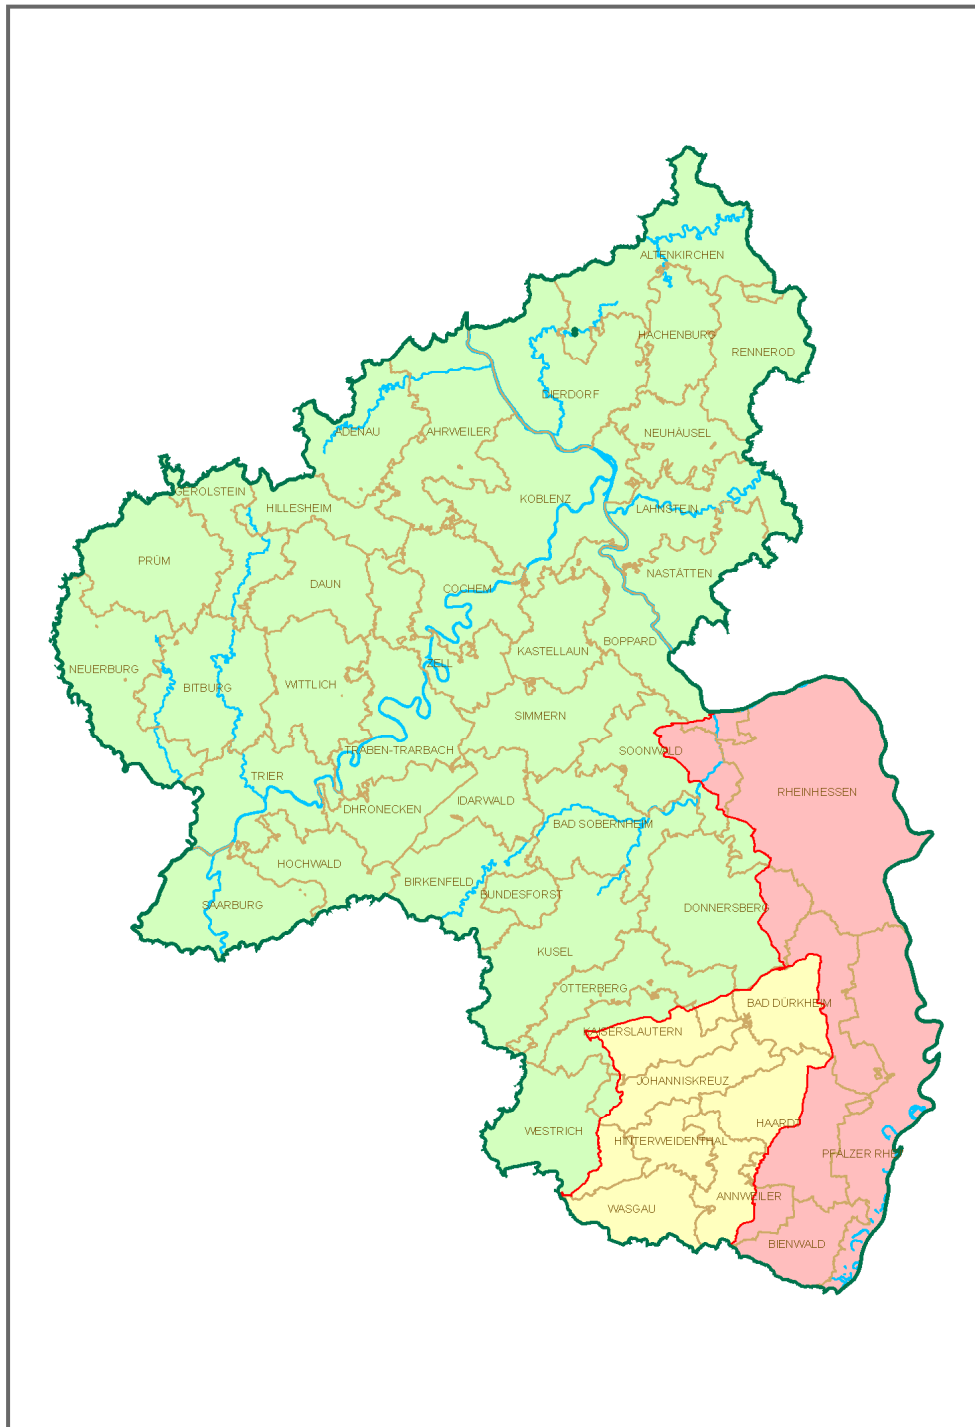 ALTENKIRCHEN
HACHENBURG
RENNEROD
DIERDORF
ADENAU
AHRWEILER
NEUHÄUSEL
GEROLSTEIN
HILLESHEIM
KOBLENZ
LAHNSTEIN
PRÜM
DAUN
NASTÄTTEN
COCHEM
BOPPARD
KASTELLAUN
NEUERBURG
ZELL
BITBURG
WITTLICH
SIMMERN
TRABEN-TRARBACH
SOONWALD
TRIER
RHEINHESSEN
IDARWALD
DHRONECKEN
BAD SOBERNHEIM
HOCHWALD
BIRKENFELD
BUNDESFORST
SAARBURG
DONNERSBERG
KUSEL
OTTERBERG
BAD DÜRKHEIM
KAISERSLAUTERN
JOHANNISKREUZ
HAARDT
WESTRICH
HINTERWEIDENTHAL
PFÄLZER RHEI
ANNWEILER
WASGAU
BIENWALD